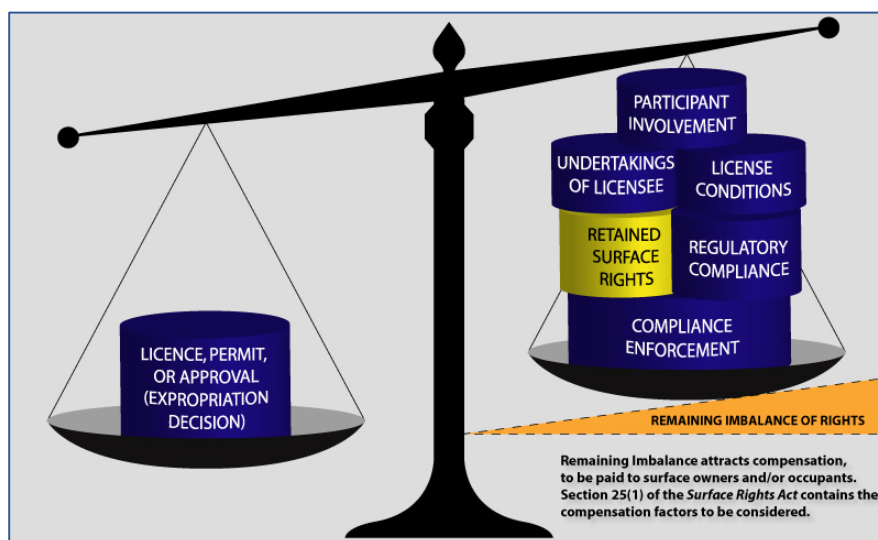 PARTICIPANT
INVOLVEMENT
UNDERTAKINGS
OF LICENSEE
LICENSE
CONDITIONS
RETAINED
SURFACE
RIGHTS
REGULATORY
COMPLIANCE
COMPLIANCE
ENFORCEMENT
LICENCE, PERMIT,
OR APPROVAL
(EXPROPRIATION
DECISION)
REMAINING IMBALANCE OF RIGHTS
Remaining Imbalance attracts compensation,
to be paid to surface owners and/or occupants.
Section 25(1) of the Surface Rights Act contains the
compensation factors to be considered.